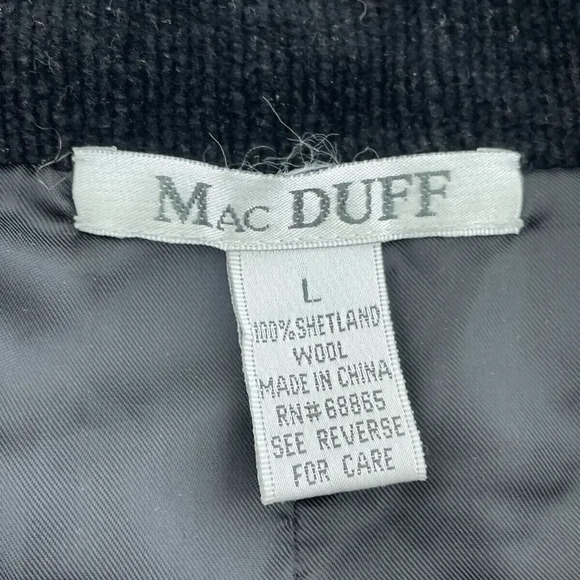 MAC DUFF
L
100% SHETLAND
WOOL
MADE IN CHINA
RN# 68865
SEE REVERSE
FOR CARE